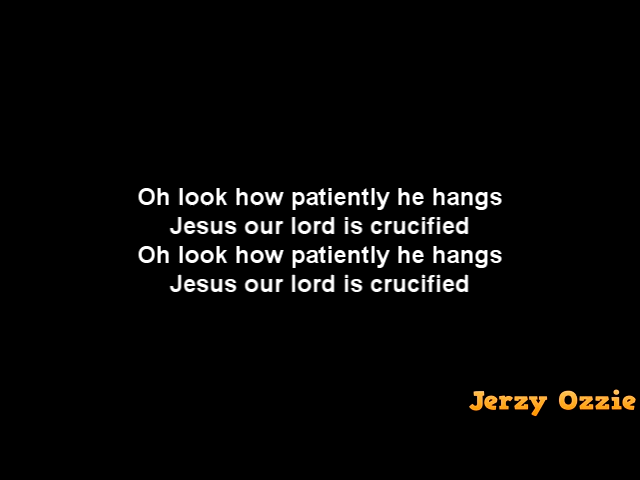 Oh look how patiently he hangs
Jesus our lord is crucified
Oh look how patiently he hangs
Jesus our lord is crucified
Jerzy Ozzie